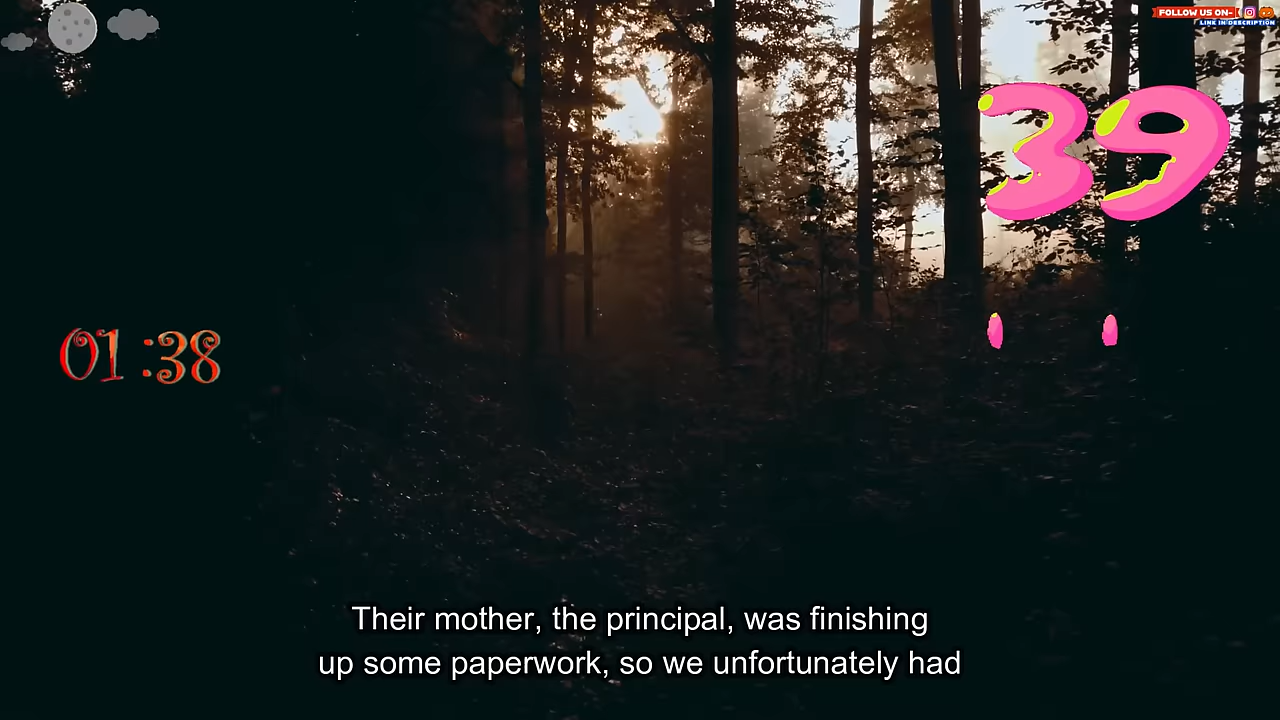 FOLLOW US ON-
LINK IN DESCRIPTION
39
01:38
Their mother, the principal, was finishing
up some paperwork, so we unfortunately had